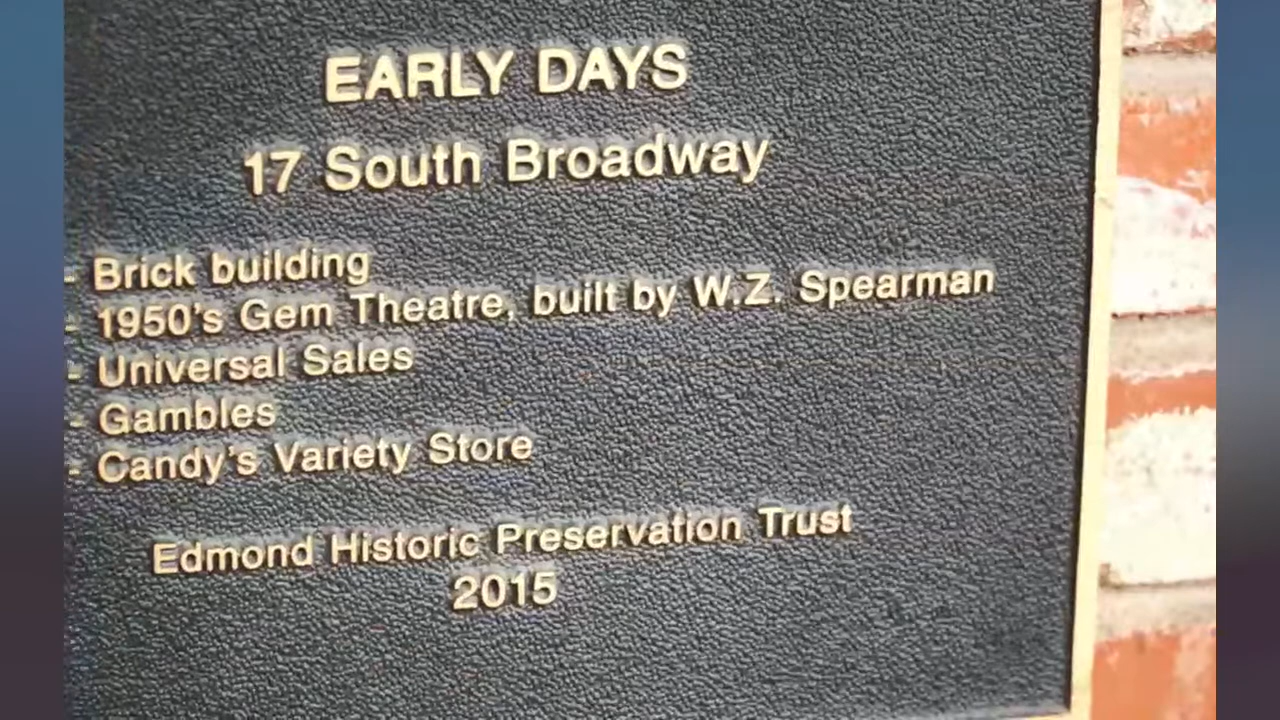 EARLY DAYS
17 South Broadway
- Brick building
- 1950's Gem Theatre, built by W.Z. Spearman
- Universal Sales
- Gambles
- Candy's Variety Store
Edmond Historic Preservation Trust
2015